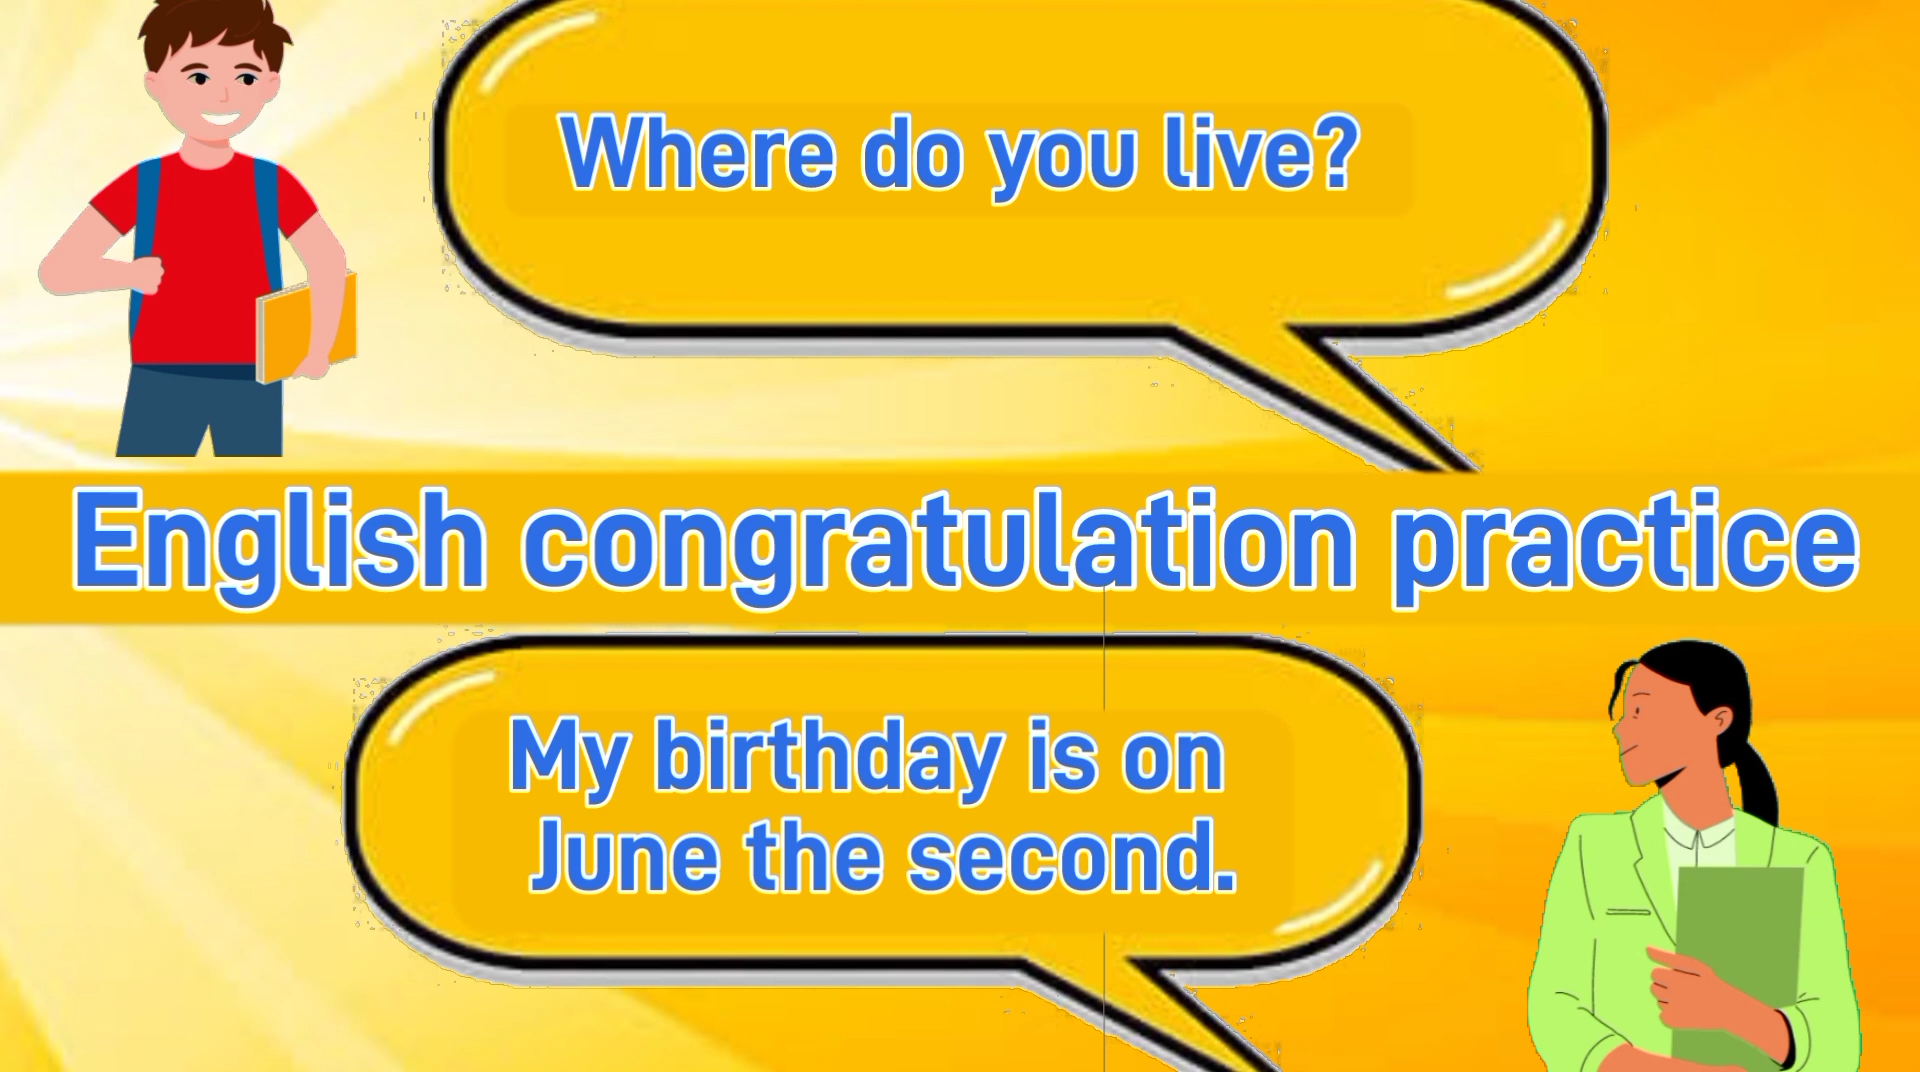 Where do you live?
English congratulation practice
My birthday is on
June the second.